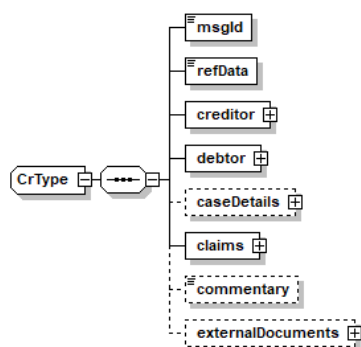 msgId
refData
creditor
debtor
CrType
caseDetails
claims
commentary
externalDocuments